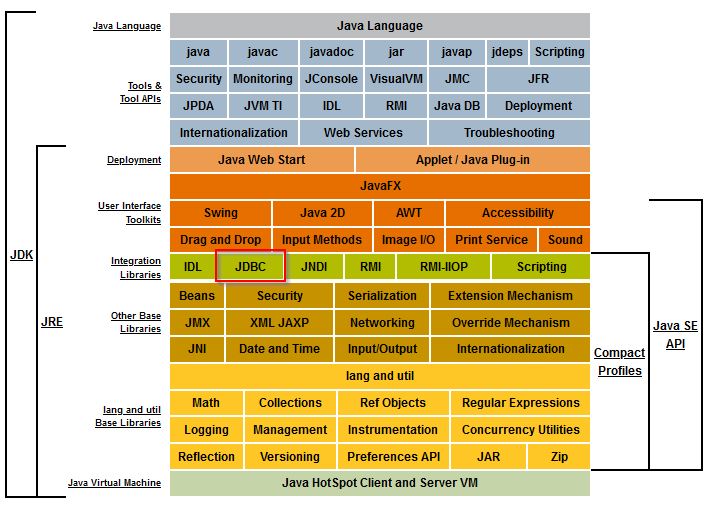 Java Language Java Language
java javac javadoc jar javap jdeps Scripting
Security Monitoring JConsole VisualVM JMC JFR
Tools &
Tool APIs
JPDA JVM TI IDL RMI Java DB Deployment
Internationalization Web Services Troubleshooting
Deployment Java Web Start Applet / Java Plug-in
JavaFX
User Interface
Toolkits
Swing Java 2D AWT Accessibility
Drag and Drop Input Methods Image I/O Print Service Sound
Integration
Libraries
IDL JDBC JNDI RMI RMI-IIOP Scripting
JDK
JRE
Beans Security Serialization Extension Mechanism
Other Base
Libraries
JMX XML JAXP Networking Override Mechanism
JNI Date and Time Input/Output Internationalization
Java SE
API
Compact
Profiles
lang and util
lang and util
Base Libraries
Math Collections Ref Objects Regular Expressions
Logging Management Instrumentation Concurrency Utilities
Reflection Versioning Preferences API JAR Zip
Java Virtual Machine Java HotSpot Client and Server VM